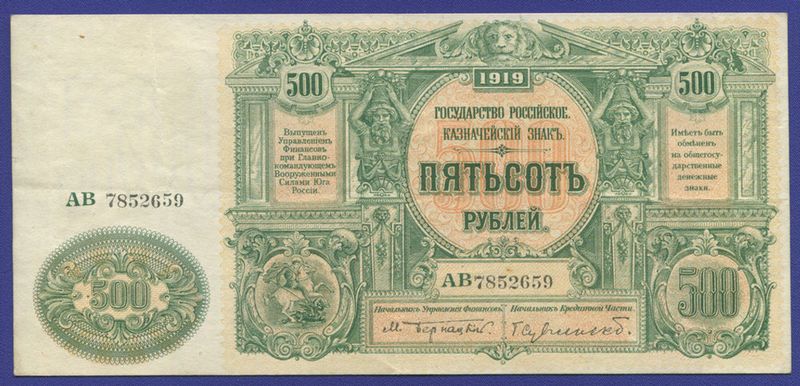 500
1919
500
ГОСУДАРСТВО РОССІЙСКОЕ.
КАЗНАЧЕЙСКІЙ ЗНАКЪ.
ПЯТЬСОТЪ
РУБЛЕЙ.
Выпущенъ
Управленіемъ
Финансовъ
при Главно-
командующемъ
Вооруженными
Силами Юга
Россіи.
Имѣетъ быть
обмѣненъ
на общегосу-
дарственные
денежные
знаки.
АВ 7852659
АВ 7852659
500
500
Начальникъ Управленія Финансовъ.
Начальникъ Кредитной Части.
М. Бернацкій